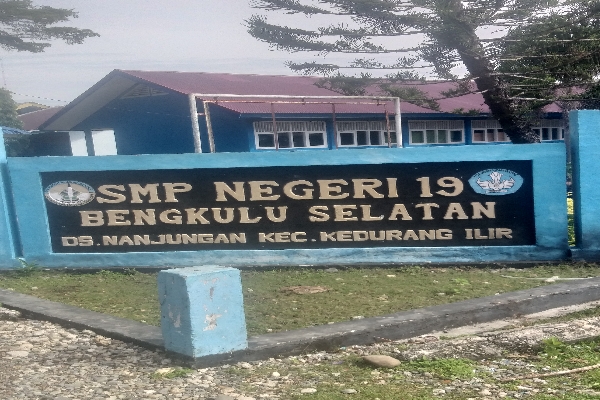 SMP NEGERI 19
BENGKULU SELATAN
DS.NANJUNGAN KEC.KEDURANG ILIR